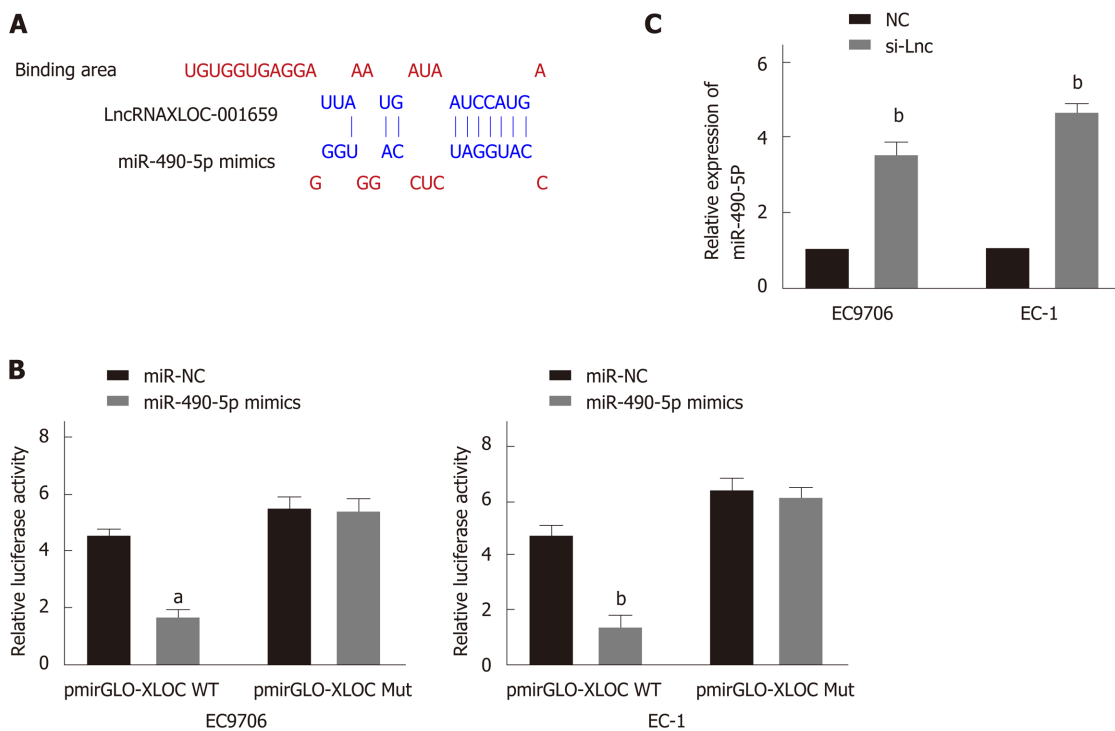 A
Binding area UGUGGUGAGGA AA AUA A
UUA UG AUCCAUG
LncRNAXLOC-001659
miR-490-5p mimics
GGU AC UAGGUAC
G GG CUC C
C
NC
si-Lnc
Relative expression of
miR-490-5P
6
4
2
0
b
b
EC9706 EC-1
B
miR-NC
miR-490-5p mimics
Relative luciferase activity
8
6
4
2
0
a
pmirGLO-XLOC WT pmirGLO-XLOC Mut
EC9706
miR-NC
miR-490-5p mimics
Relative luciferase activity
8
6
4
2
0
b
pmirGLO-XLOC WT pmirGLO-XLOC Mut
EC-1